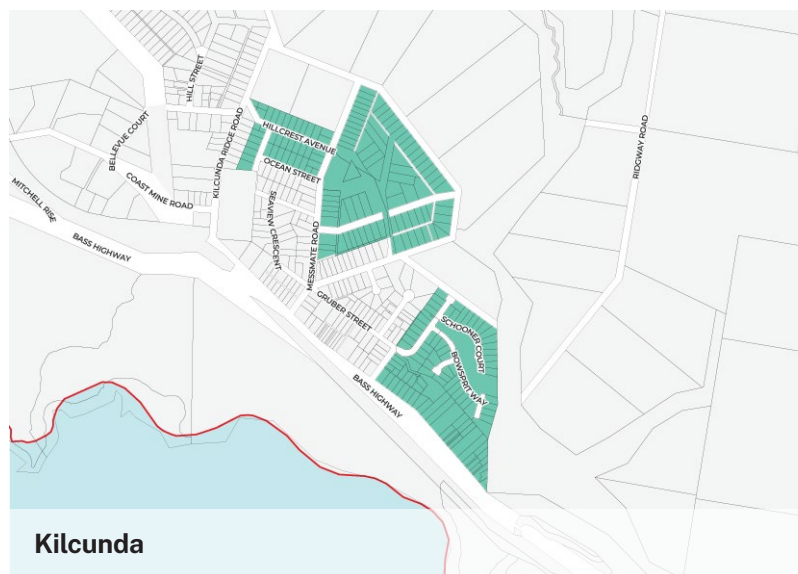 HILL STREET
BELLEVUE COURT
KILCUNDA RIDGE ROAD
HILLCREST AVENUE
OCEAN STREET
RIDGWAY ROAD
COAST MINE ROAD
MITCHELL RISE
BASS HIGHWAY
SEAVIEW CRESCENT
MESSMATE ROAD
GRUBER STREET
SCHOONER COURT
BOWSPRIT WAY
BASS HIGHWAY
Kilcunda